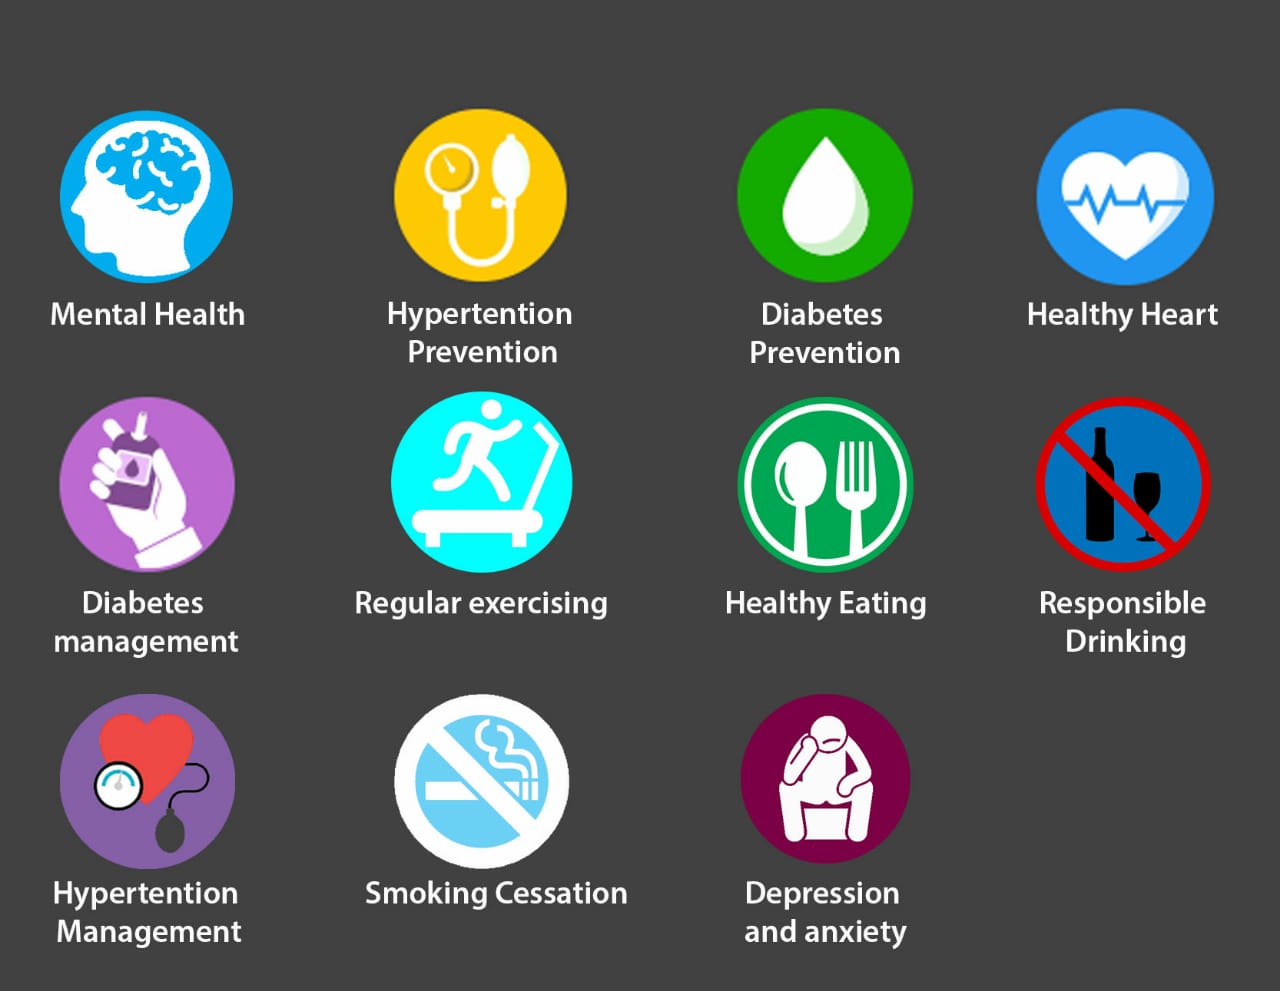 Mental Health
Hypertention
Prevention
Diabetes
Prevention
Healthy Heart
Diabetes
management
Regular exercising
Healthy Eating
Responsible
Drinking
Hypertention
Management
Smoking Cessation
Depression
and anxiety